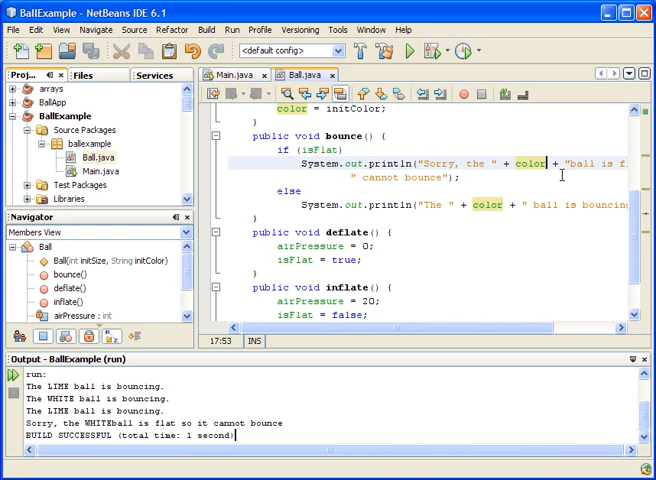 BallExample - NetBeans IDE 6.1
File Edit View Navigate Source Refactor Build Run Profile Versioning Tools Window Help
<default config>
Proj... Files Services
arrays
BallApp
BallExample
Source Packages
ballexample
Ball.java
Main.java
Test Packages
Libraries
Navigator
Members View
Ball
Ball(int initSize, String initColor)
bounce()
deflate()
inflate()
airPressure : int
Main.java Ball.java
color = initColor;
}
public void bounce() {
if (isFlat)
System.out.println("Sorry, the " + color + "ball is f
" cannot bounce");
else
System.out.println("The " + color + " ball is bouncing
}
public void deflate() {
airPressure = 0;
isFlat = true;
}
public void inflate() {
airPressure = 20;
isFlat = false;
17:53 INS
Output - BallExample (run)
run:
The LIME ball is bouncing.
The WHITE ball is bouncing.
The LIME ball is bouncing.
Sorry, the WHITEball is flat so it cannot bounce
BUILD SUCCESSFUL (total time: 1 second)